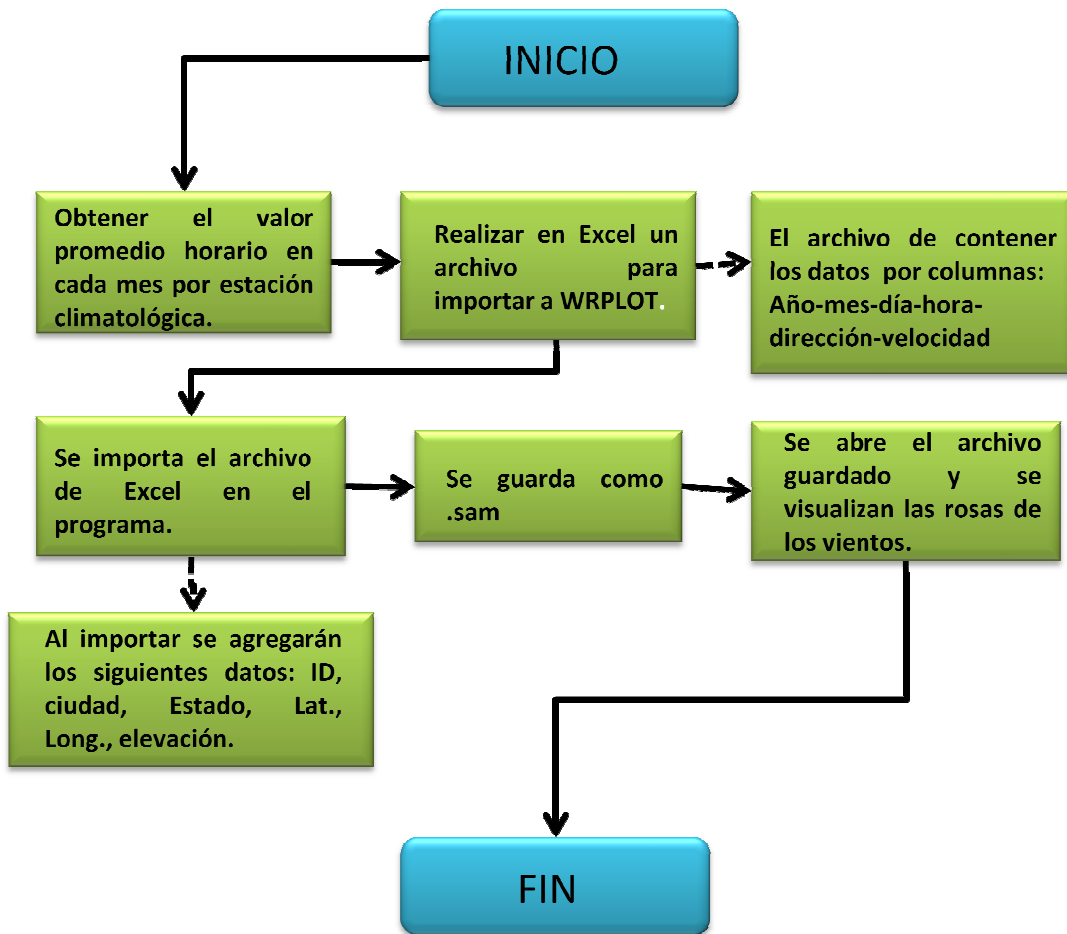 INICIO
Obtener el valor
promedio horario en
cada mes por estación
climatológica.
Realizar en Excel un
archivo para
importar a WRPLOT.
El archivo de contener
los datos por columnas:
Año-mes-día-hora-
dirección-velocidad
Se importa el archivo
de Excel en el
programa.
Se guarda como
.sam
Se abre el archivo
guardado y se
visualizan las rosas de
los vientos.
Al importar se agregarán
los siguientes datos: ID,
ciudad, Estado, Lat.,
Long., elevación.
FIN